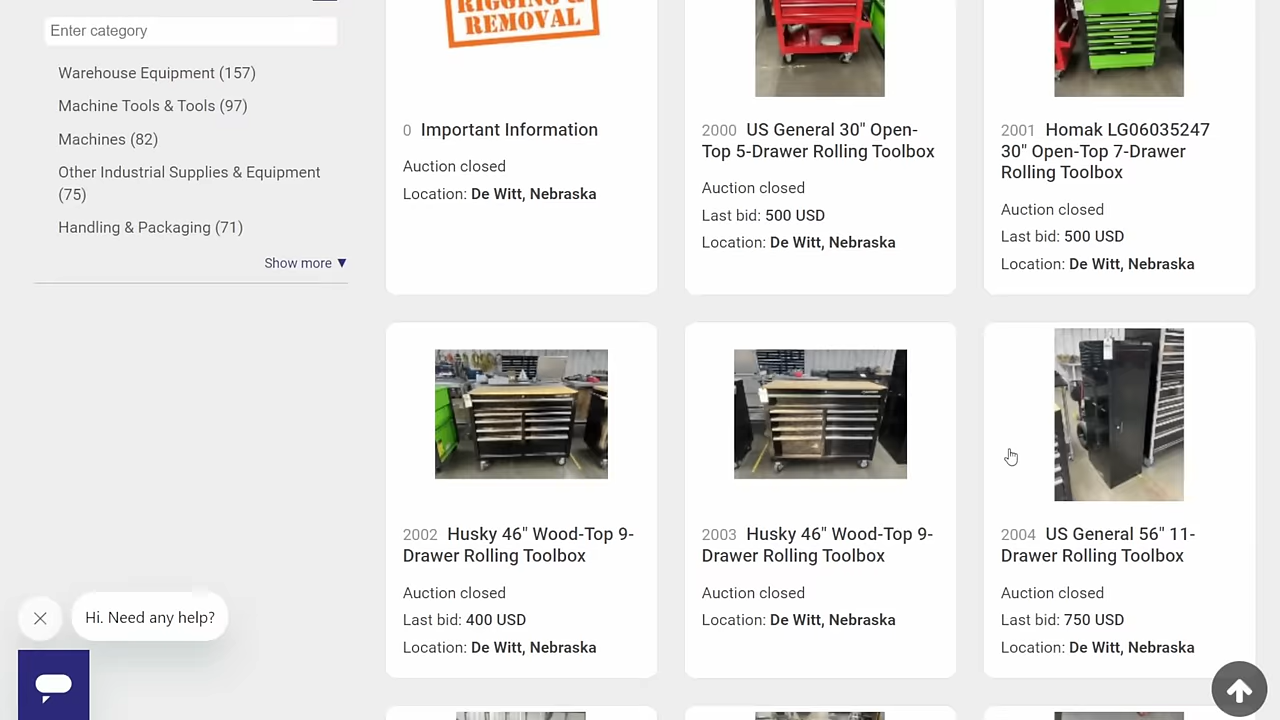 Enter category
Warehouse Equipment (157)
Machine Tools & Tools (97)
Machines (82)
Other Industrial Supplies & Equipment
(75)
Handling & Packaging (71)
Show more ▼
RIGGING &
REMOVAL
0 Important Information
Auction closed
Location: De Witt, Nebraska
2000 US General 30" Open-
Top 5-Drawer Rolling Toolbox
Auction closed
Last bid: 500 USD
Location: De Witt, Nebraska
2001 Homak LG06035247
30" Open-Top 7-Drawer
Rolling Toolbox
Auction closed
Last bid: 500 USD
Location: De Witt, Nebraska
2002 Husky 46" Wood-Top 9-
Drawer Rolling Toolbox
Auction closed
Last bid: 400 USD
Location: De Witt, Nebraska
2003 Husky 46" Wood-Top 9-
Drawer Rolling Toolbox
Auction closed
Location: De Witt, Nebraska
2004 US General 56" 11-
Drawer Rolling Toolbox
Auction closed
Last bid: 750 USD
Location: De Witt, Nebraska
Hi. Need any help?